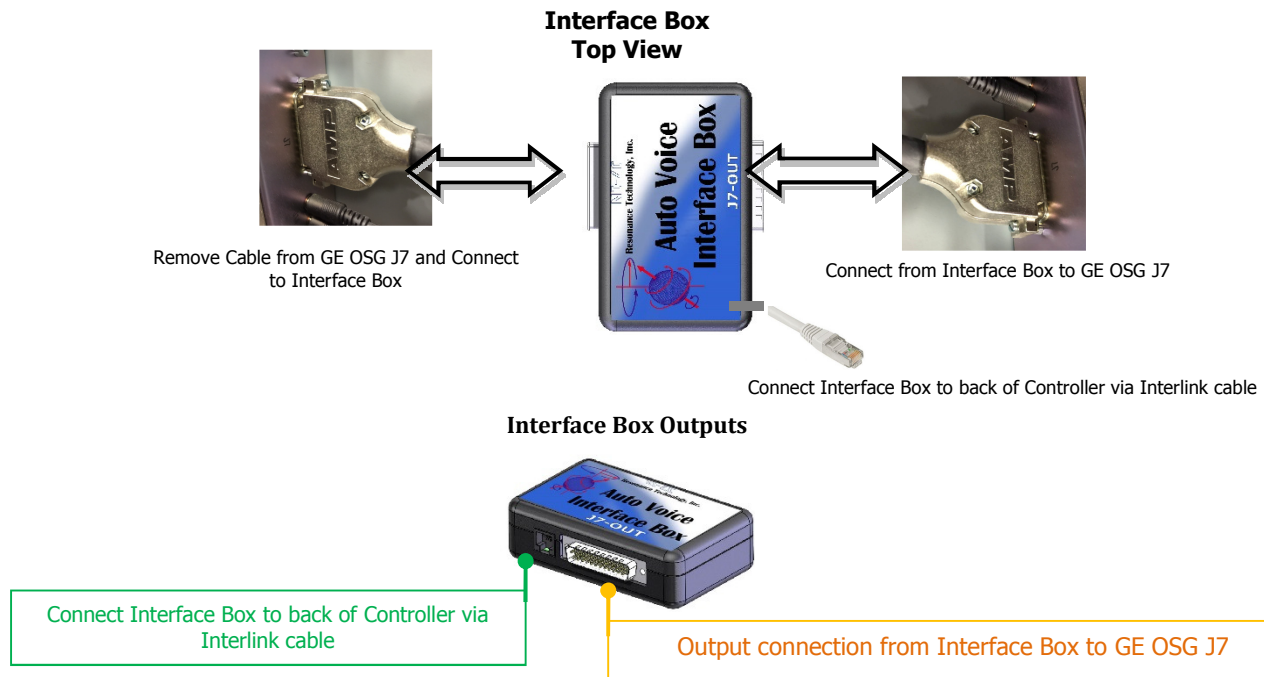 Interface Box
Top View
AMP
Resonance Technology, Inc.
Auto Voice
Interface Box
J7-OUT
AMP
Remove Cable from GE OSG J7 and Connect
to Interface Box
Connect from Interface Box to GE OSG J7
Connect Interface Box to back of Controller via Interlink cable
Interface Box Outputs
Resonance Technology, Inc.
Auto Voice
Interface Box
J7-OUT
Connect Interface Box to back of Controller via
Interlink cable
Output connection from Interface Box to GE OSG J7